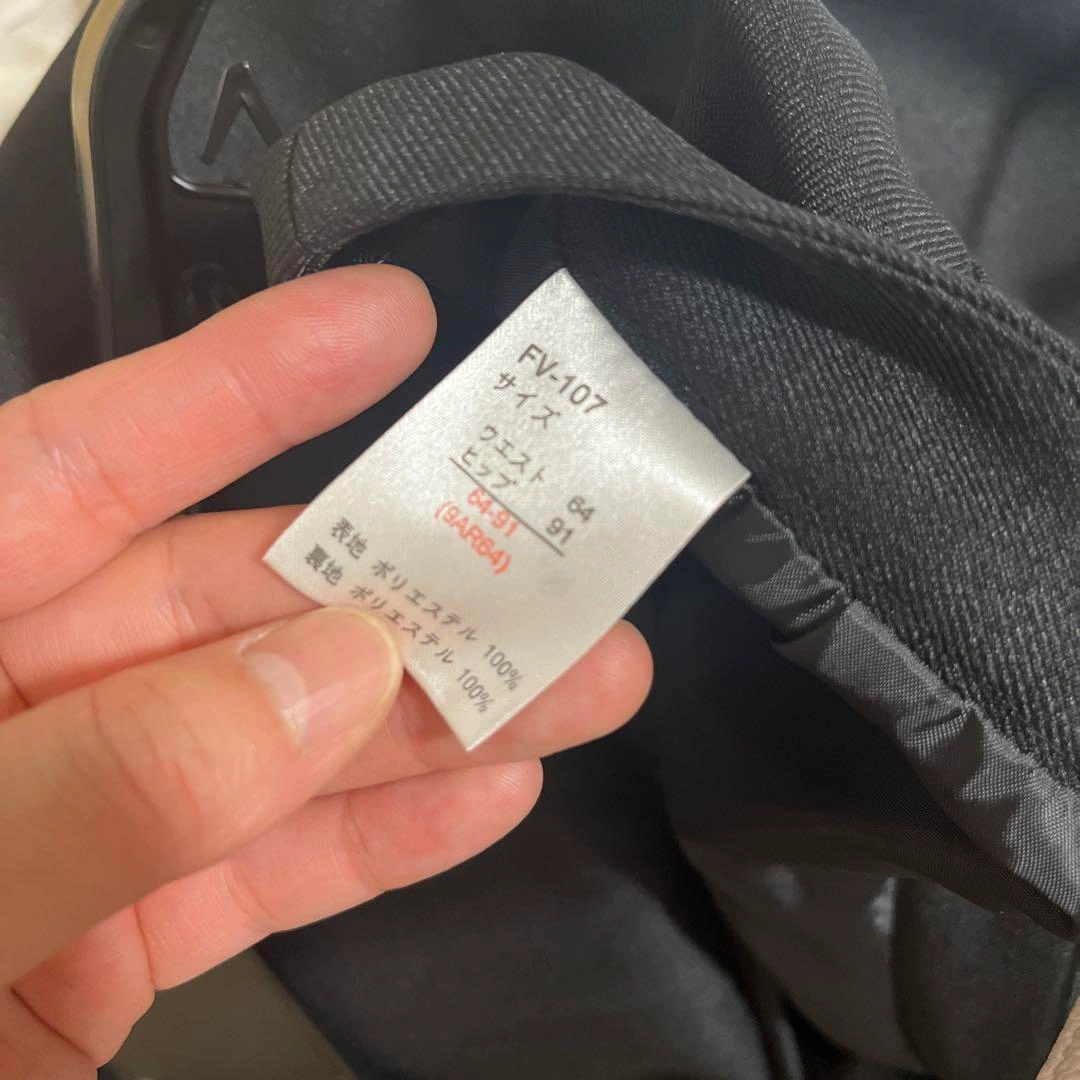 FV-107
サイズ
ウエスト 64
ヒップ 91
64-91
(9AR64)
表地 ポリエステル 100%
裏地 ポリエステル 100%